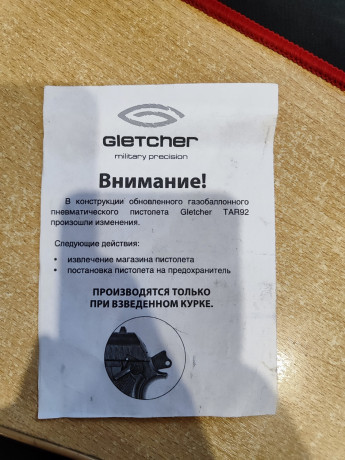 Gletcher
military precision
Внимание!
В конструкции обновленного газобаллонного
пневматического пистолета Gletcher TAR92
произошли изменения.
Следующие действия:
• извлечение магазина пистолета
• постановка пистолета на предохранитель
ПРОИЗВОДЯТСЯ ТОЛЬКО
ПРИ ВЗВЕДЕННОМ КУРКЕ.